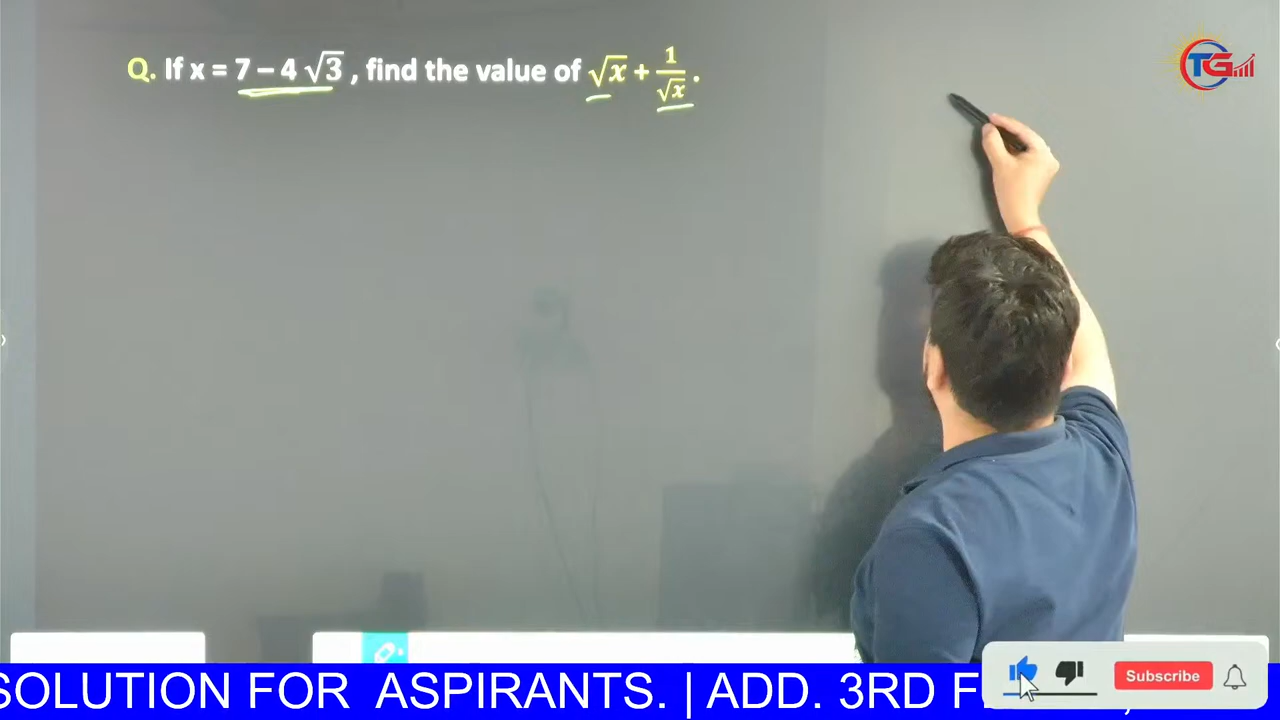 Q. If x = 7 – 4 √3 , find the value of √x + 1/√x .
TG
SOLUTION FOR ASPIRANTS. | ADD. 3RD
Subscribe